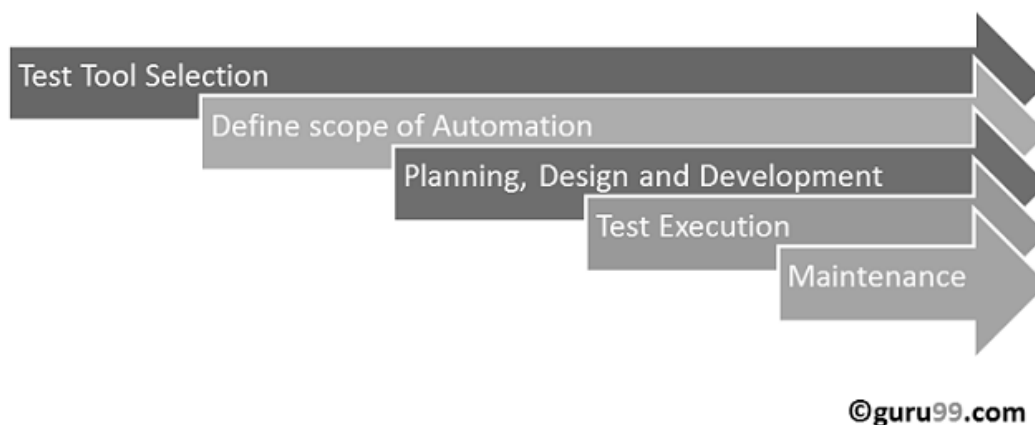 Test Tool Selection
Define scope of Automation
Planning, Design and Development
Test Execution
Maintenance
©guru99.com